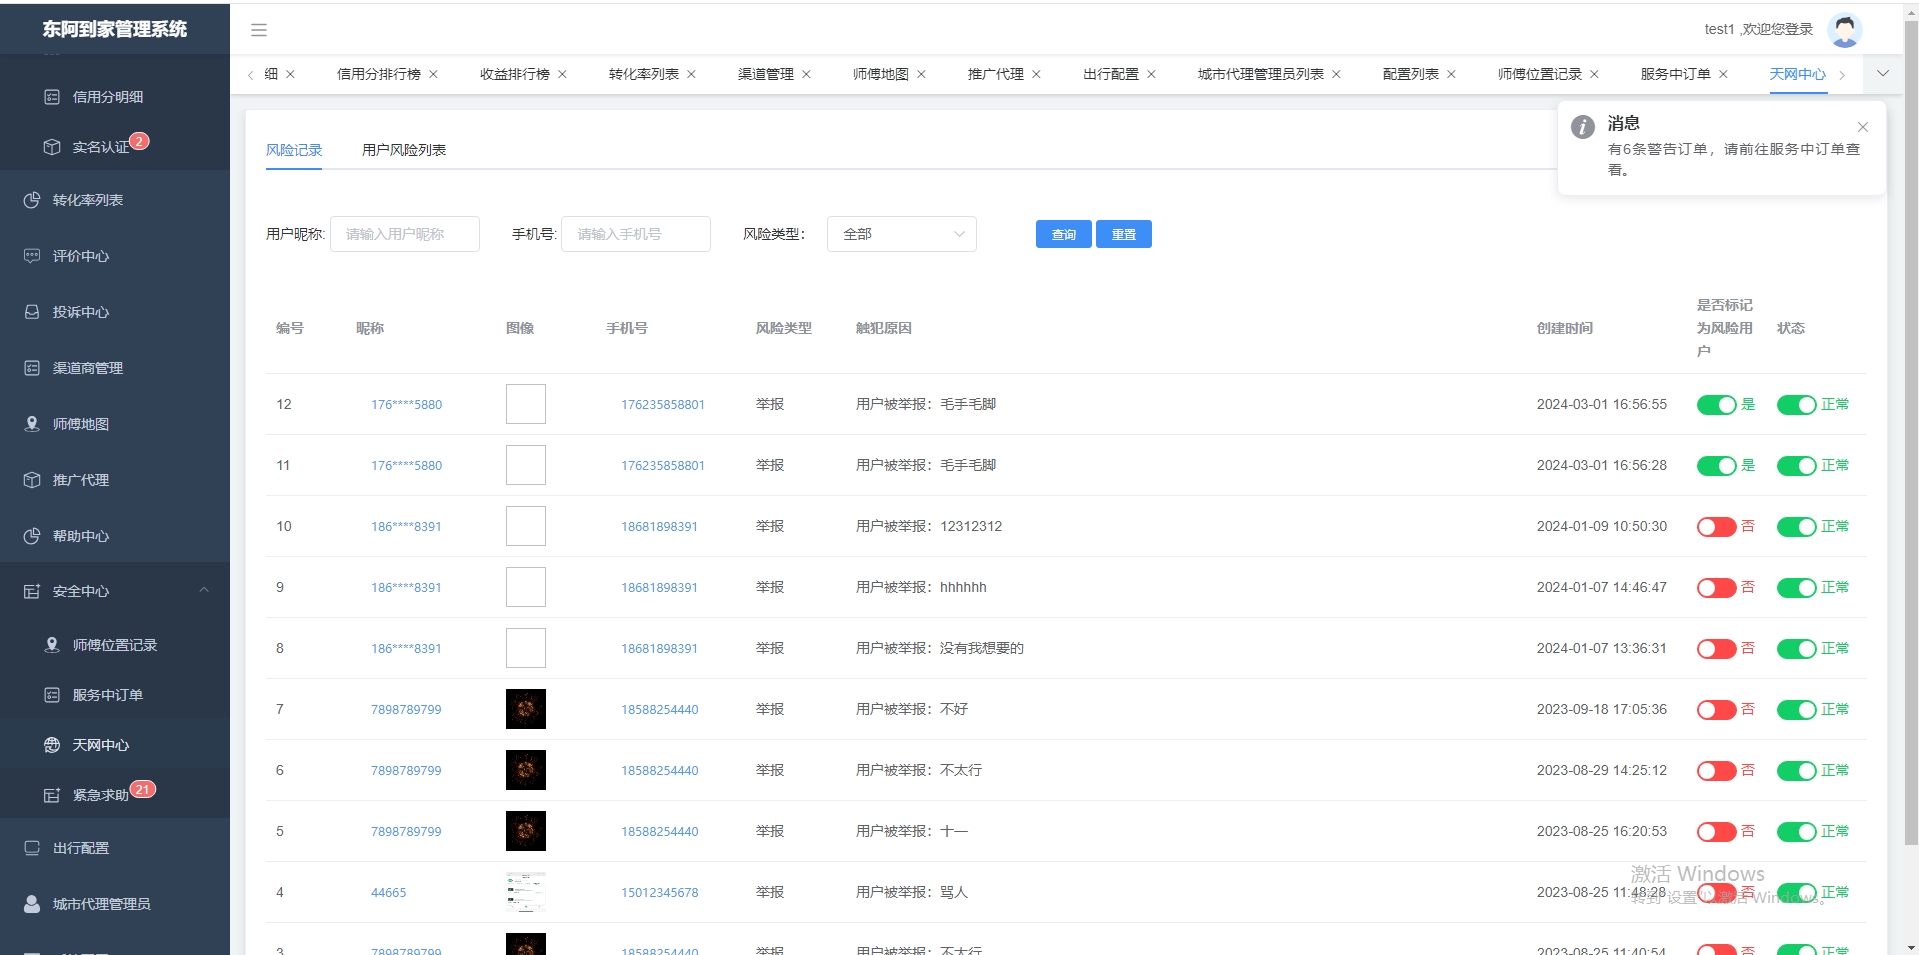 东阿到家管理系统
test1 ,欢迎您登录
细 信用分排行榜 收益排行榜 转化率列表 渠道管理 师傅地图 推广代理 出行配置 城市代理管理员列表 配置列表 师傅位置记录 服务中订单 天网中心
信用分明细
实名认证 2
转化率列表
评价中心
投诉中心
渠道商管理
师傅地图
推广代理
帮助中心
安全中心
师傅位置记录
服务中订单
天网中心
紧急求助 21
出行配置
城市代理管理员
消息
有6条警告订单，请前往服务中订单查
看。
风险记录 用户风险列表
用户昵称: 请输入用户昵称 手机号: 请输入手机号 风险类型： 全部 查询 重置
编号 昵称 图像 手机号 风险类型 触犯原因 创建时间 是否标记
为风险用
户
状态
12 176****5880 176235858801 举报 用户被举报：毛手毛脚 2024-03-01 16:56:55 是 正常
11 176****5880 176235858801 举报 用户被举报：毛手毛脚 2024-03-01 16:56:28 是 正常
10 186****8391 18681898391 举报 用户被举报：12312312 2024-01-09 10:50:30 否 正常
9 186****8391 18681898391 举报 用户被举报：hhhhhh 2024-01-07 14:46:47 否 正常
8 186****8391 18681898391 举报 用户被举报：没有我想要的 2024-01-07 13:36:31 否 正常
7 7898789799 18588254440 举报 用户被举报：不好 2023-09-18 17:05:36 否 正常
6 7898789799 18588254440 举报 用户被举报：不太行 2023-08-29 14:25:12 否 正常
5 7898789799 18588254440 举报 用户被举报：十一 2023-08-25 16:20:53 否 正常
4 44665 15012345678 举报 用户被举报：骂人 2023-08-25 11:48:28 否 正常
3 7898789799 18588254440 举报 用户被举报：不太行 2023-08-25 11:40:54 否 正常
激活 Windows
转到"设置"以激活 Windows。